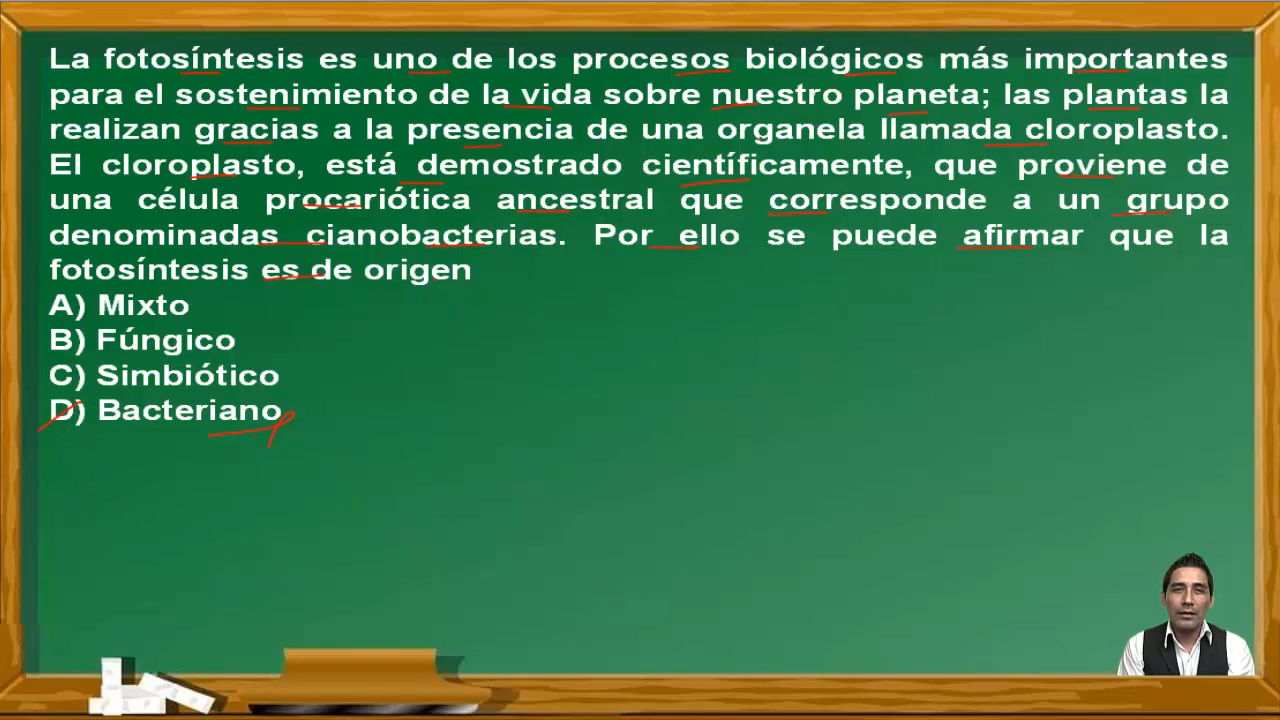 La fotosíntesis es uno de los procesos biológicos más importantes
para el sostenimiento de la vida sobre nuestro planeta; las plantas la
realizan gracias a la presencia de una organela llamada cloroplasto.
El cloroplasto, está demostrado científicamente, que proviene de
una célula procariótica ancestral que corresponde a un grupo
denominadas cianobacterias. Por ello se puede afirmar que la
fotosíntesis es de origen
A) Mixto
B) Fúngico
C) Simbiótico
D) Bacteriano